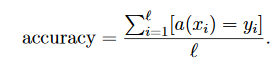 accuracy = \frac{\sum_{i=1}^{\ell}[a(x_i) = y_i]}{\ell}.